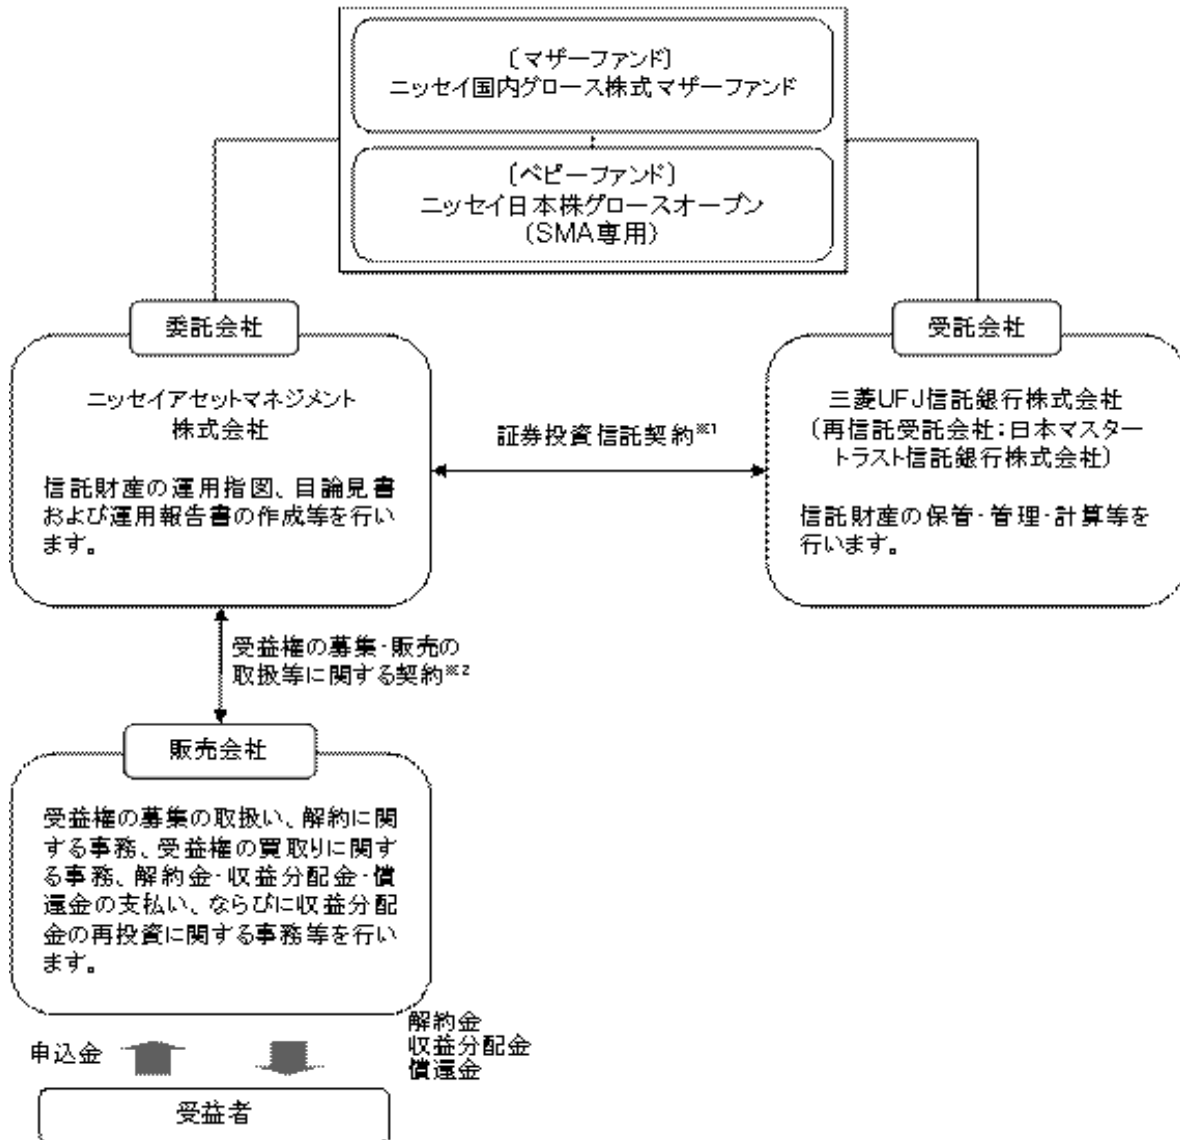 〔マザーファンド〕
ニッセイ国内グロース株式マザーファンド
〔ベビーファンド〕
ニッセイ日本株グロースオープン
（SMA専用）
委託会社
ニッセイアセットマネジメント
株式会社
信託財産の運用指図、目論見書
および運用報告書の作成等を行い
ます。
証券投資信託契約※1
受託会社
三菱UFJ信託銀行株式会社
（再信託受託会社：日本マスター
トラスト信託銀行株式会社）
信託財産の保管・管理・計算等を
行います。
受益権の募集・販売の
取扱等に関する契約※2
販売会社
受益権の募集の取扱い、解約に関
する事務、受益権の買取りに関す
る事務、解約金・収益分配金・償
還金の支払い、ならびに収益分配
金の再投資に関する事務等を行い
ます。
申込金
解約金
収益分配金
償還金
受益者